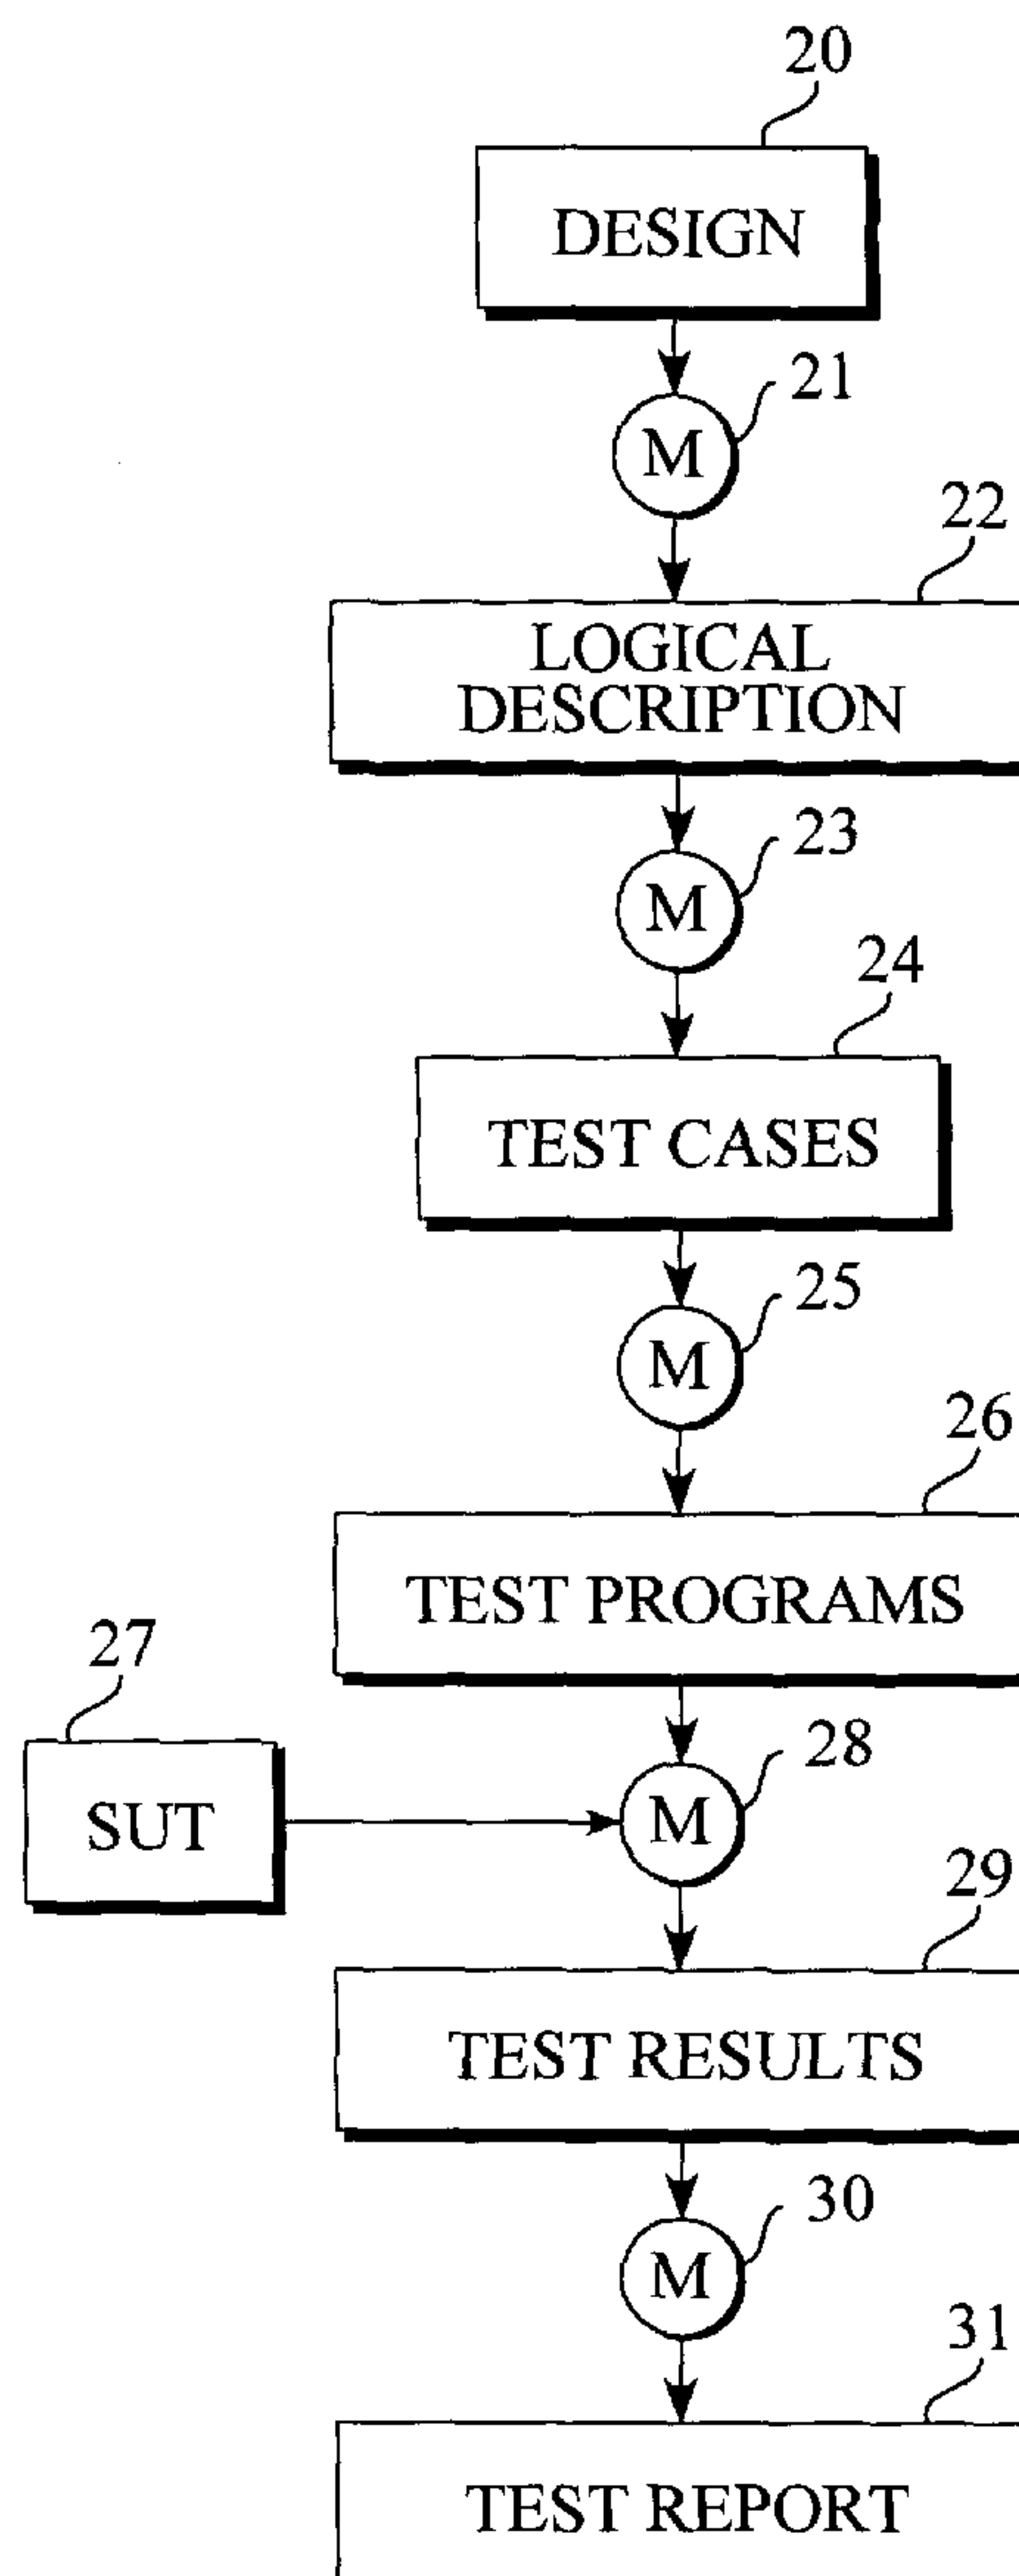 20
DESIGN
21
M
22
LOGICAL
DESCRIPTION
23
M
24
TEST CASES
25
M
26
TEST PROGRAMS
27
SUT
28
M
29
TEST RESULTS
30
M
31
TEST REPORT